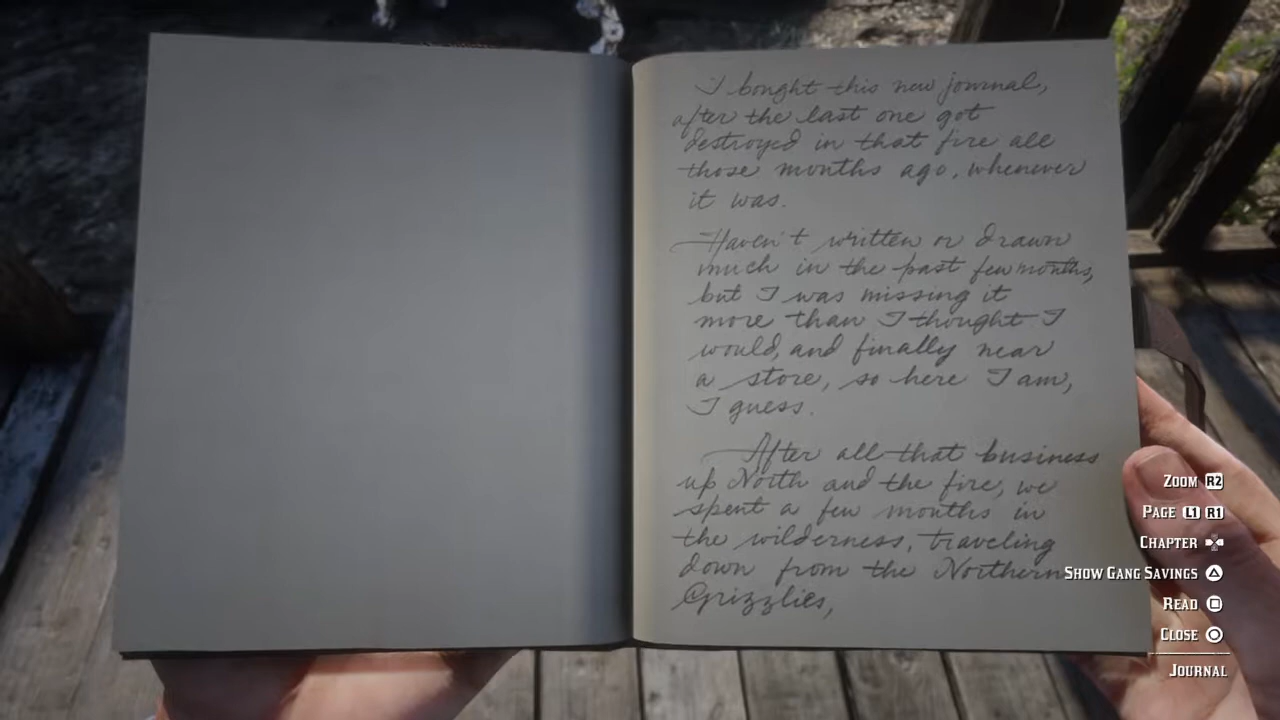 I bought this new journal,
after the last one got
destroyed in that fire all
those months ago, whenever
it was.
Haven't written or drawn
much in the past few months,
but I was missing it
more than I thought I
would, and finally near
a store, so here I am,
I guess.
After all that business
up North and the fire, we
spent a few months in
the wilderness, traveling
down from the Northern
Grizzlies,
ZOOM R2
PAGE L1 R1
CHAPTER
SHOW GANG SAVINGS
READ
CLOSE
JOURNAL